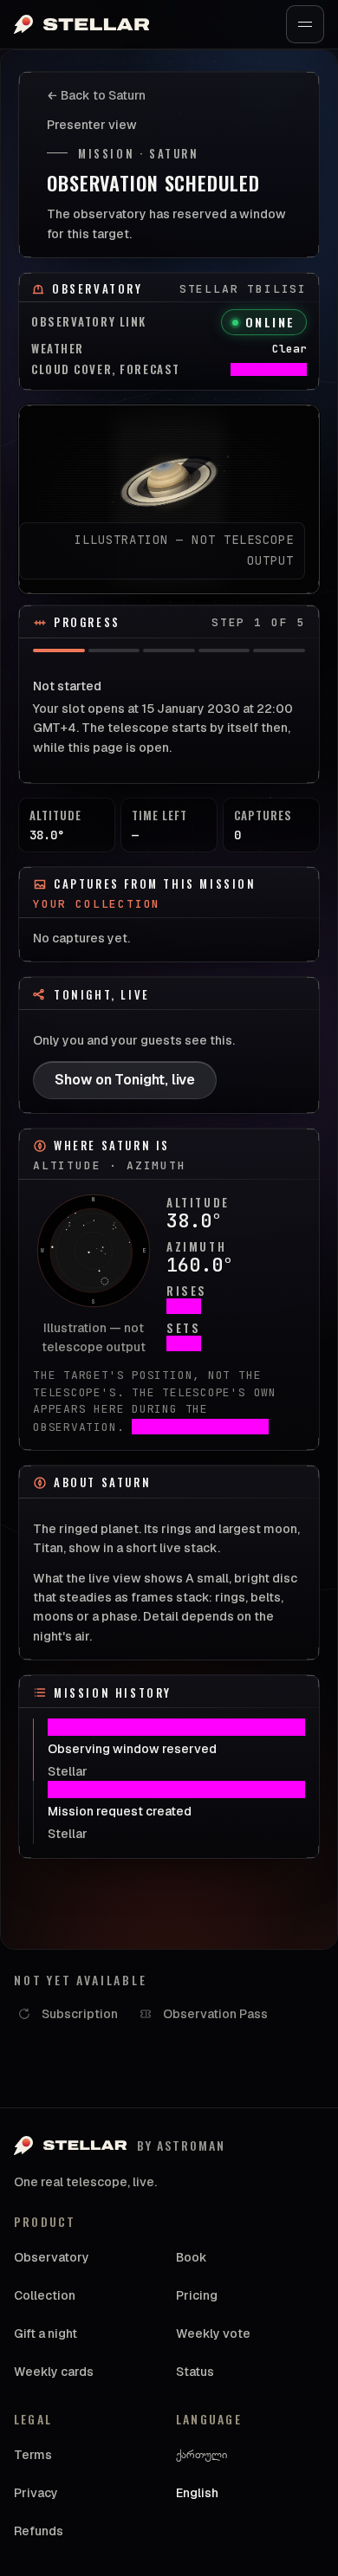 STELLAR
← Back to Saturn
Presenter view
MISSION · SATURN
OBSERVATION SCHEDULED
The observatory has reserved a window
for this target.
OBSERVATORY
STELLAR TBILISI
OBSERVATORY LINK
ONLINE
WEATHER
Clear
CLOUD COVER, FORECAST
ILLUSTRATION — NOT TELESCOPE
OUTPUT
PROGRESS
STEP 1 OF 5
Not started
Your slot opens at 15 January 2030 at 22:00
GMT+4. The telescope starts by itself then,
while this page is open.
ALTITUDE
38.0°
TIME LEFT
—
CAPTURES
0
CAPTURES FROM THIS MISSION
YOUR COLLECTION
No captures yet.
TONIGHT, LIVE
Only you and your guests see this.
Show on Tonight, live
WHERE SATURN IS
ALTITUDE · AZIMUTH
N
E
S
W
Illustration — not
telescope output
ALTITUDE
38.0°
AZIMUTH
160.0°
RISES
SETS
THE TARGET'S POSITION, NOT THE
TELESCOPE'S. THE TELESCOPE'S OWN
APPEARS HERE DURING THE
OBSERVATION.
ABOUT SATURN
The ringed planet. Its rings and largest moon,
Titan, show in a short live stack.
What the live view shows A small, bright disc
that steadies as frames stack: rings, belts,
moons or a phase. Detail depends on the
night's air.
MISSION HISTORY
Observing window reserved
Stellar
Mission request created
Stellar
NOT YET AVAILABLE
Subscription
Observation Pass
STELLAR BY ASTROMAN
One real telescope, live.
PRODUCT
Observatory
Book
Collection
Pricing
Gift a night
Weekly vote
Weekly cards
Status
LEGAL
LANGUAGE
Terms
ქართული
Privacy
English
Refunds